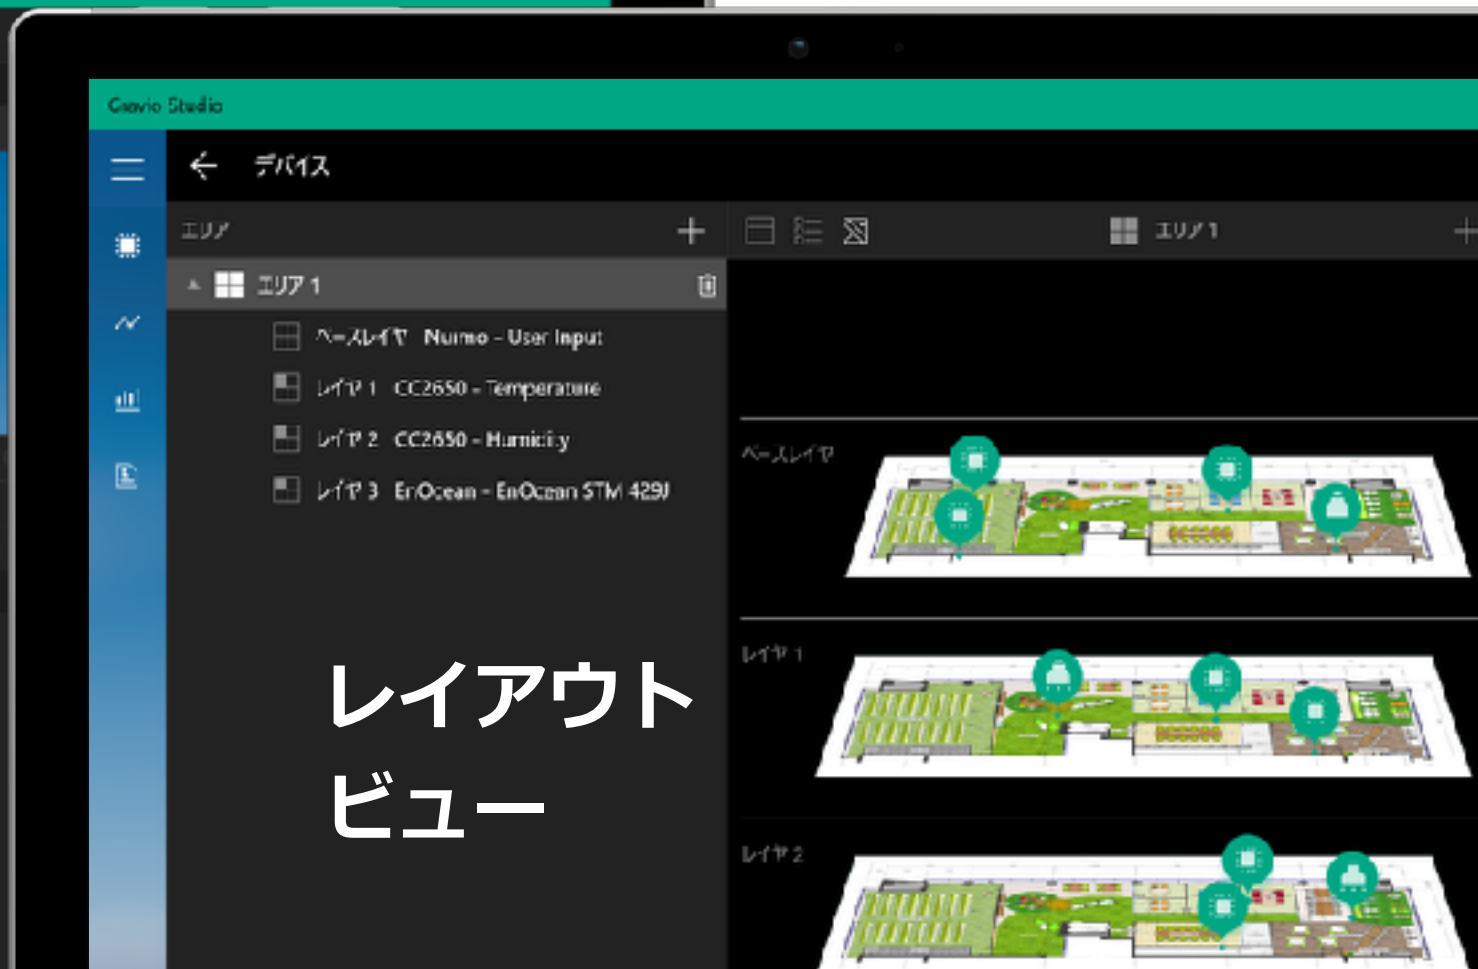 Gravio Studio
デバイス
エリア
エリア 1
エリア 1
ベースレイヤ Nuimo - User Input
レイヤ 1 CC2650 - Temperature
レイヤ 2 CC2650 - Humidity
レイヤ 3 EnOcean - EnOcean STM 429J
ベースレイヤ
レイヤ 1
レイヤ 2
レイアウト
ビュー